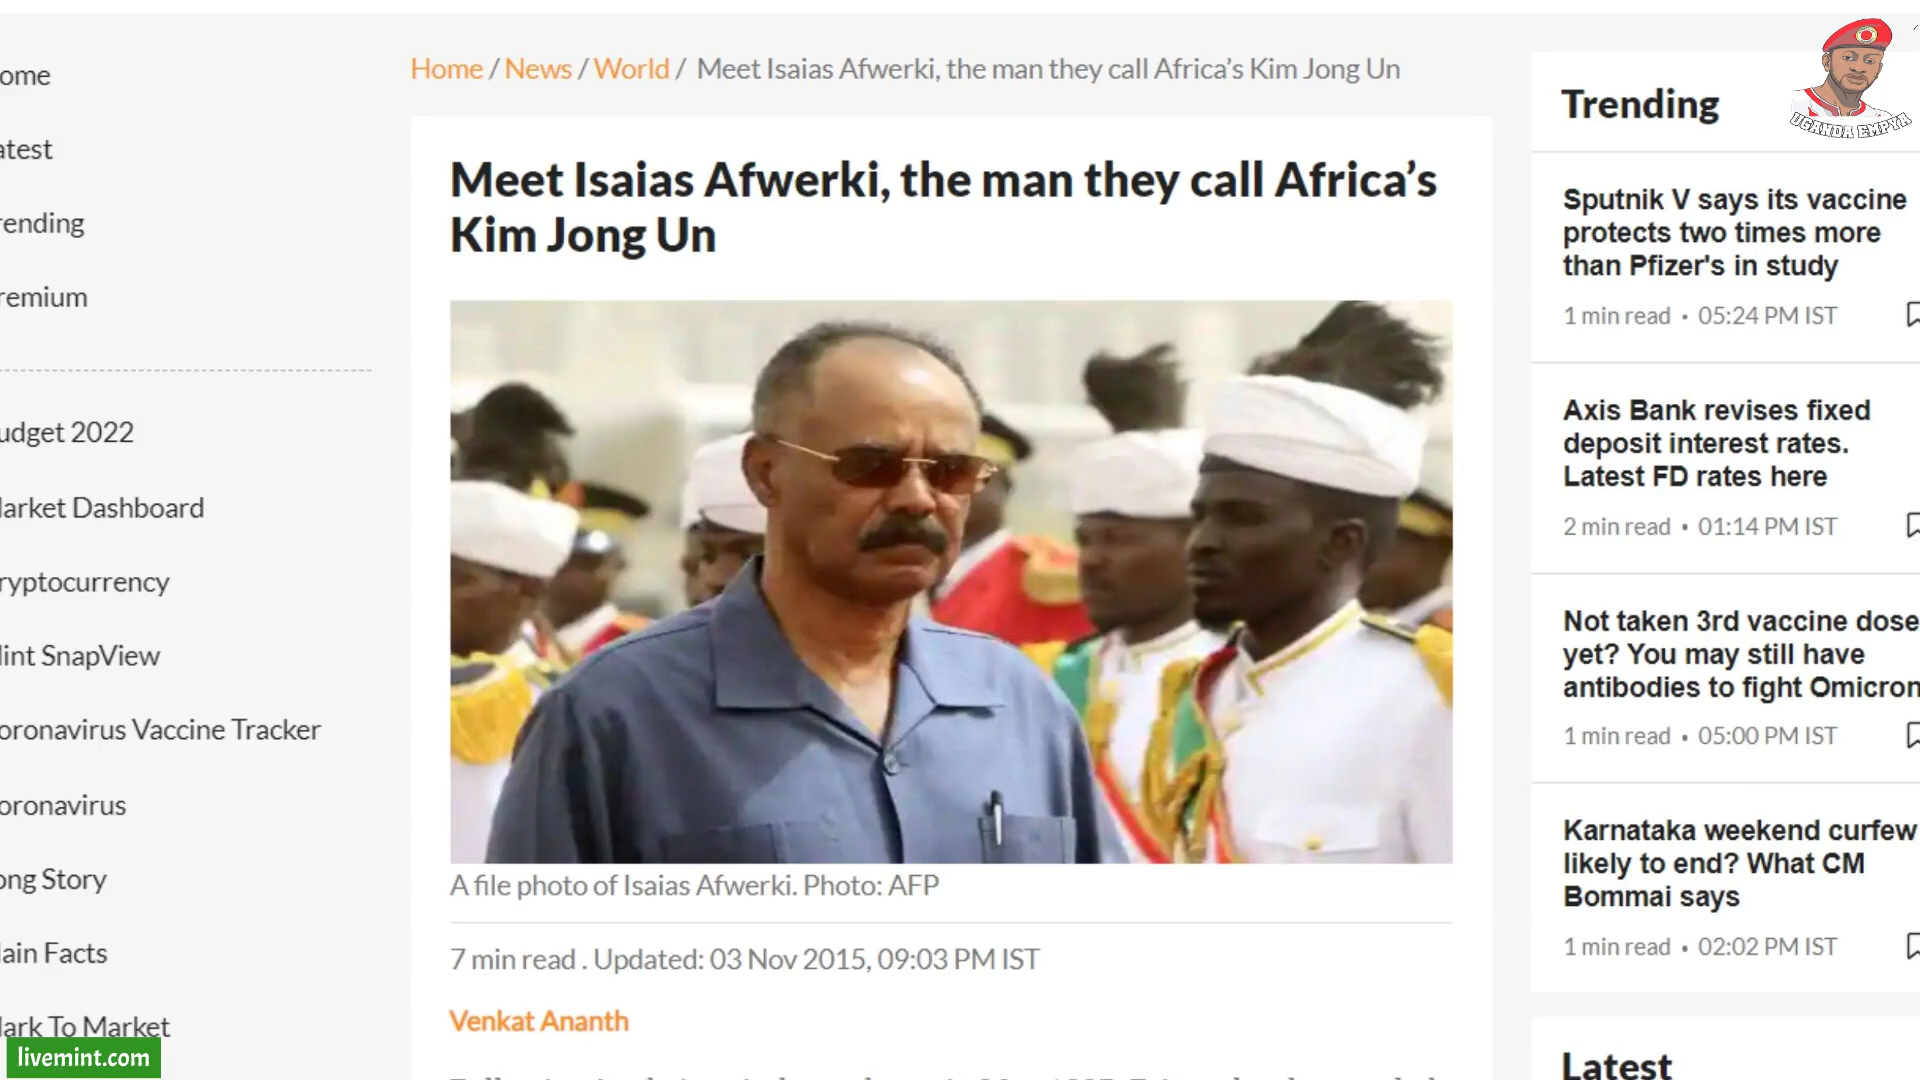 ome
atest
rending
remium
udget 2022
arket Dashboard
ryptocurrency
int SnapView
oronavirus Vaccine Tracker
oronavirus
ong Story
ain Facts
ark To Market
livemint.com
Home / News / World / Meet Isaias Afwerki, the man they call Africa's Kim Jong Un
Meet Isaias Afwerki, the man they call Africa's
Kim Jong Un
A file photo of Isaias Afwerki. Photo: AFP
7 min read . Updated: 03 Nov 2015, 09:03 PM IST
Venkat Ananth
UGANDA EMPYA
Trending
Sputnik V says its vaccine
protects two times more
than Pfizer's in study
1 min read • 05:24 PM IST
Axis Bank revises fixed
deposit interest rates.
Latest FD rates here
2 min read • 01:14 PM IST
Not taken 3rd vaccine dose
yet? You may still have
antibodies to fight Omicron
1 min read • 05:00 PM IST
Karnataka weekend curfew
likely to end? What CM
Bommai says
1 min read • 02:02 PM IST
Latest